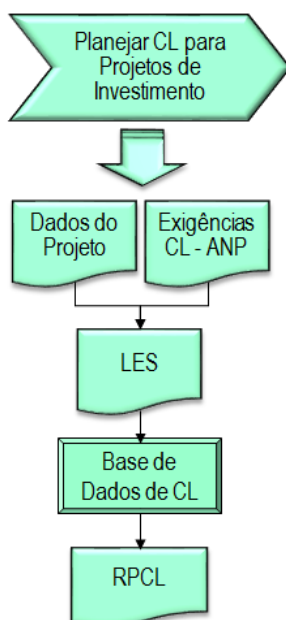 Planejar CL para
Projetos de
Investimento
Dados do
Projeto
Exigências
CL - ANP
LES
Base de
Dados de CL
RPCL